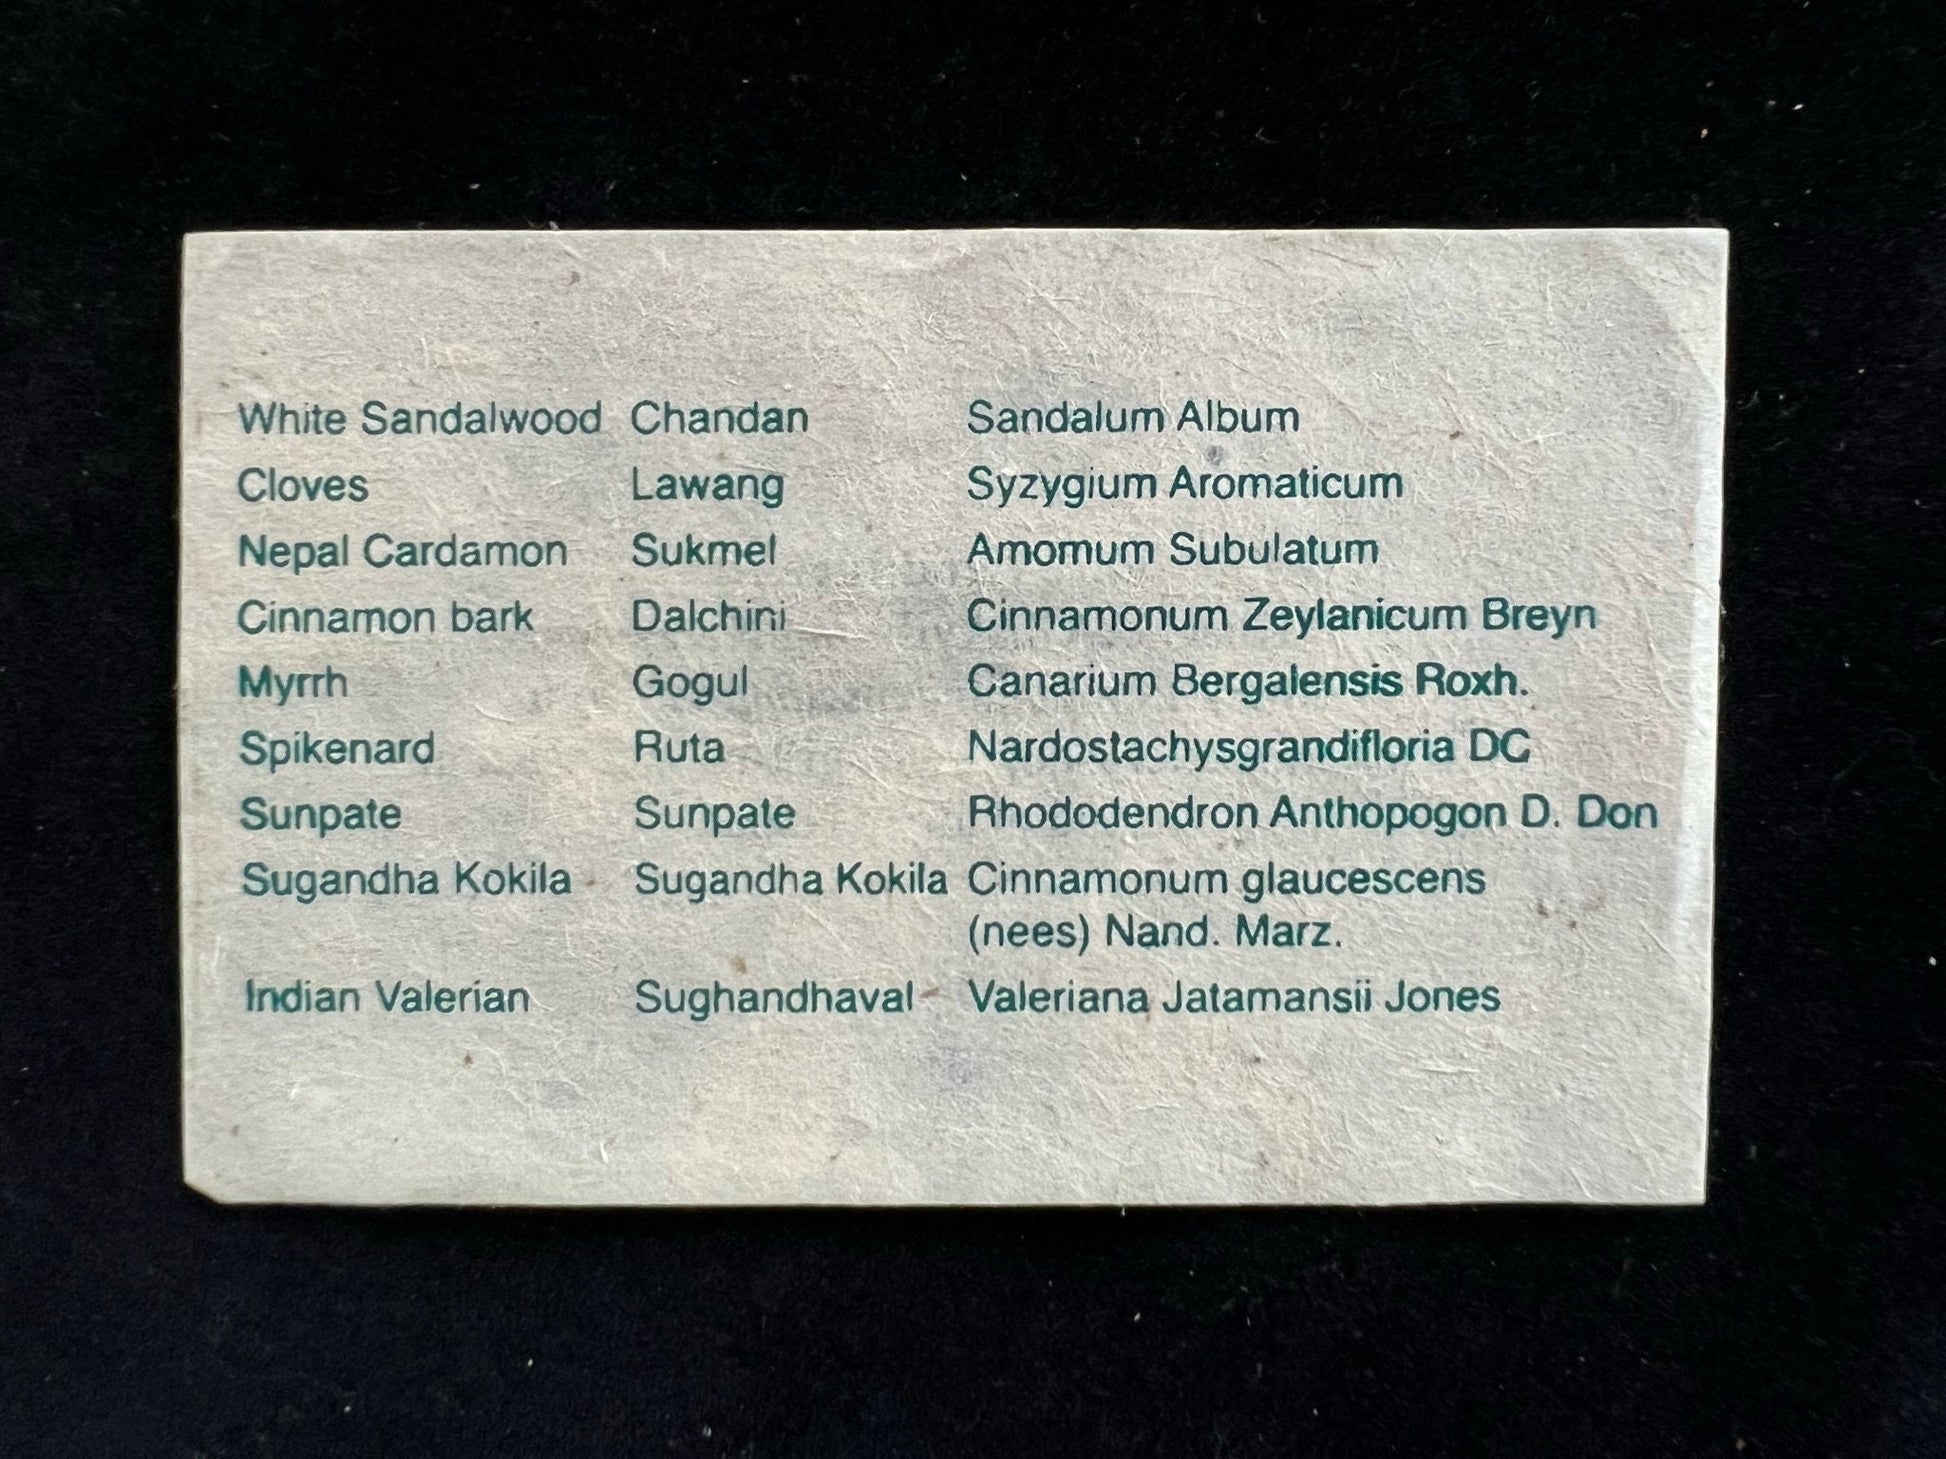 White Sandalwood Chandan Sandalum Album
Cloves Lawang Syzygium Aromaticum
Nepal Cardamon Sukmel Amomum Subulatum
Cinnamon bark Dalchini Cinnamonum Zeylanicum Breyn
Myrrh Gogul Canarium Bergalensis Roxh.
Spikenard Ruta Nardostachysgrandifloria DC
Sunpate Sunpate Rhododendron Anthopogon D. Don
Sugandha Kokila Sugandha Kokila Cinnamonum glaucescens
(nees) Nand. Marz.
Indian Valerian Sughandhaval Valeriana Jatamansii Jones